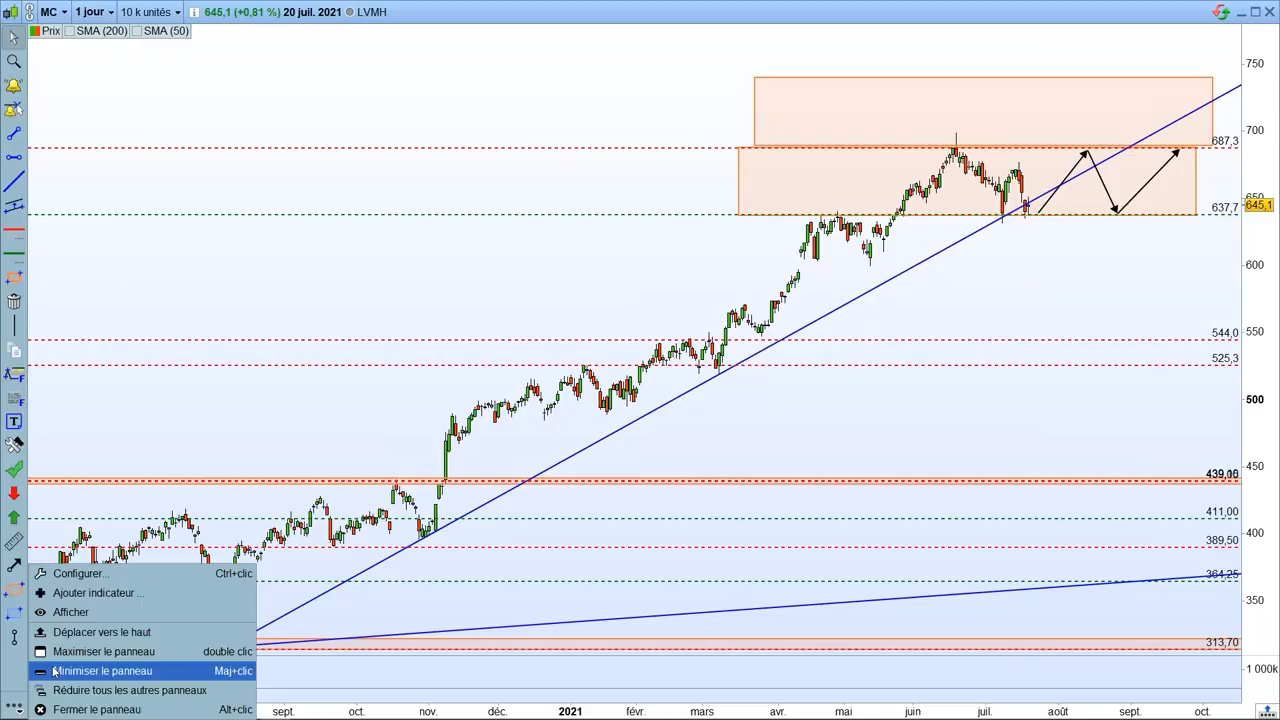 MC 1 jour 10 k unités 645,1 (+0,81 %) 20 juil. 2021 LVMH
Prix SMA (200) SMA (50)
750
700
687,3
650
645,1
637,7
600
550
544,0
525,3
500
450
439,00
411,00
400
389,50
364,25
350
313,70
1 000k
Configurer... Ctrl+clic
Ajouter indicateur ...
Afficher
Déplacer vers le haut
Maximiser le panneau double clic
Minimiser le panneau Maj+clic
Réduire tous les autres panneaux
Fermer le panneau Alt+clic
sept. oct. nov. déc. 2021 févr. mars avr. mai juin juil. août sept. oct.